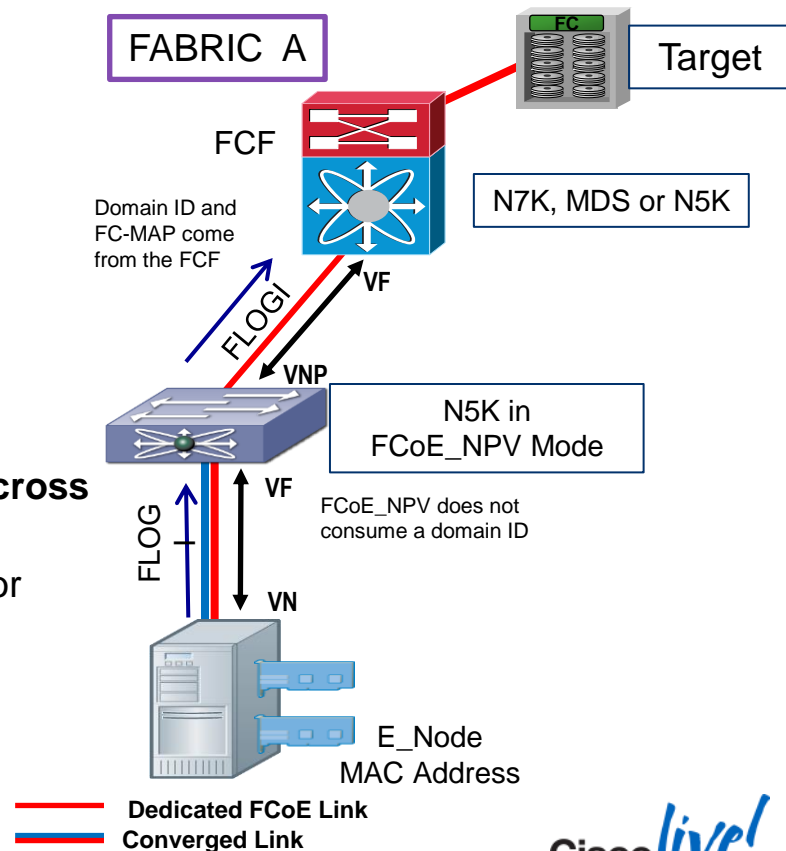 FABRIC A
FC
Target
FCF
N7K, MDS or N5K
Domain ID and
FC-MAP come
from the FCF
VF
FLOGI
VNP
N5K in
FCoE_NPV Mode
cross
VF
FCoE_NPV does not
consume a domain ID
FLOG
I
or
VN
E_Node
MAC Address
Dedicated FCoE Link
Converged Link
Cisco live!